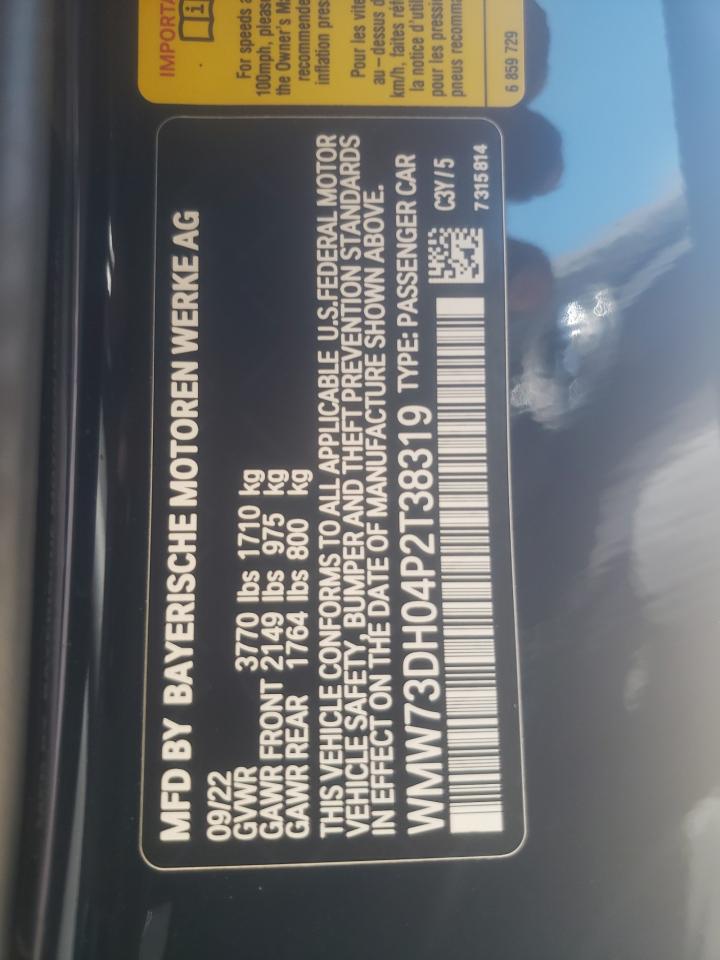 MFD BY BAYERISCHE MOTOREN WERKE AG
09/22
GVWR 3770 lbs 1710 kg
GAWR FRONT 2149 lbs 975 kg
GAWR REAR 1764 lbs 800 kg
THIS VEHICLE CONFORMS TO ALL APPLICABLE U.S.FEDERAL MOTOR
VEHICLE SAFETY, BUMPER AND THEFT PREVENTION STANDARDS
IN EFFECT ON THE DATE OF MANUFACTURE SHOWN ABOVE.
WMW73DH04P2T38319 TYPE: PASSENGER CAR
C3Y/5
7315814
IMPORTA
For speeds a
100mph, please
the Owner's Ma
recommende
inflation pres
Pour les vite
au-dessus d
km/h, faites réf
la notice d'util
pour les pressi
pneus recomma
6 859 729